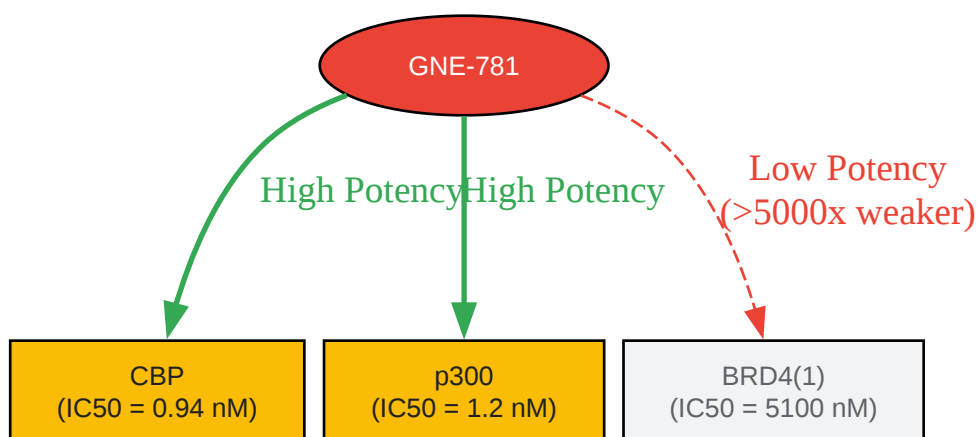 GNE-781
High Potency
High Potency
Low Potency
(>5000x weaker)
CBP
(IC50 = 0.94 nM)
p300
(IC50 = 1.2 nM)
BRD4(1)
(IC50 = 5100 nM)